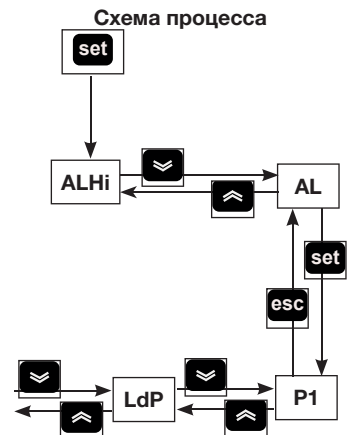 Схема процесса
set
ALHi
AL
set
esc
LdP
P1